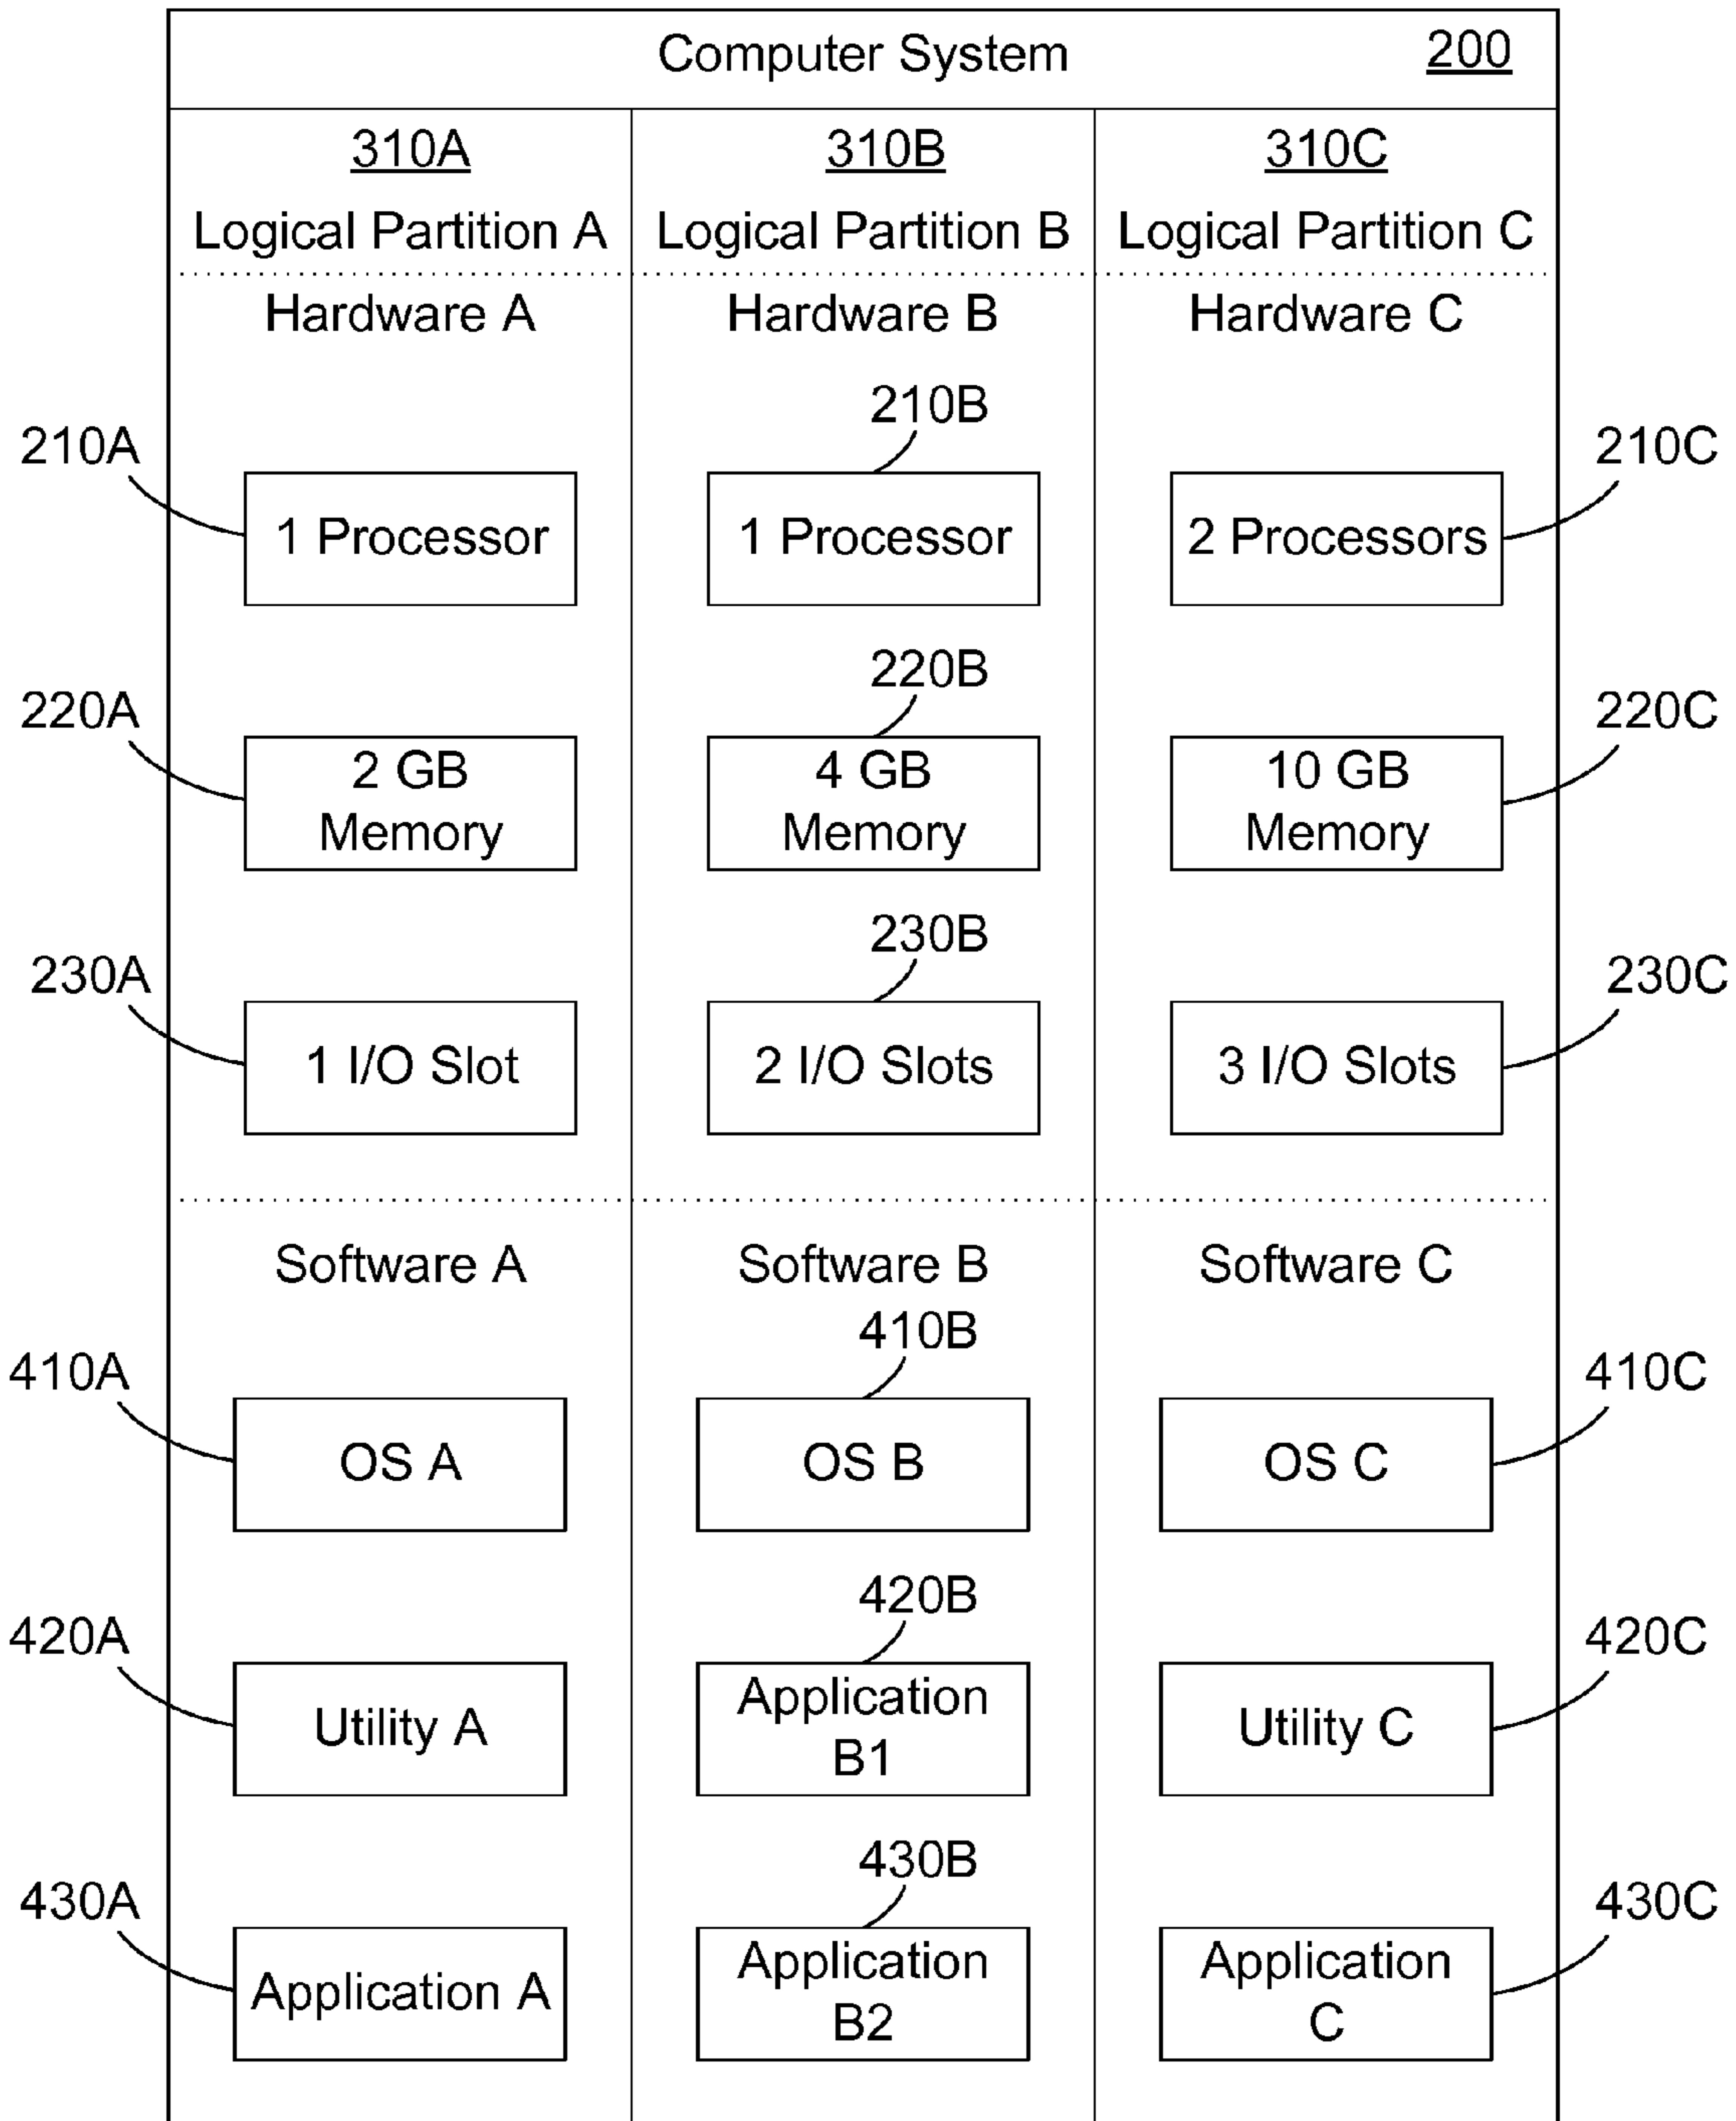 Computer System 200
310A 310B 310C
Logical Partition A Logical Partition B Logical Partition C
Hardware A Hardware B Hardware C
210B
210A 210C
1 Processor 1 Processor 2 Processors
220B
220A 220C
2 GB 4 GB 10 GB
Memory Memory Memory
230B
230A 230C
1 I/O Slot 2 I/O Slots 3 I/O Slots
Software A Software B Software C
410B
410A 410C
OS A OS B OS C
420B
420A 420C
Utility A Application B1 Utility C
430B
430A 430C
Application A Application B2 Application C